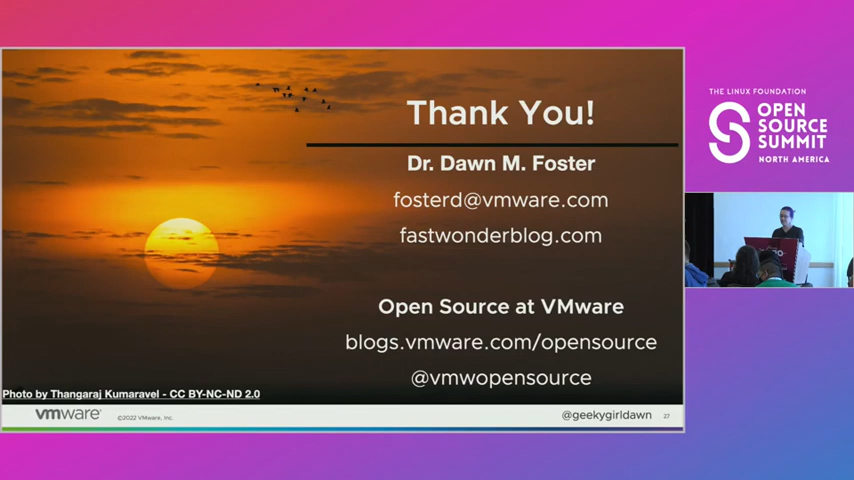 Thank You!
Dr. Dawn M. Foster
fosterd@vmware.com
fastwonderblog.com
Open Source at VMware
blogs.vmware.com/opensource
@vmwopensource
Photo by Thangaraj Kumaravel - CC BY-NC-ND 2.0
vmware
©2022 VMware, Inc.
@geekygirldawn
27
THE LINUX FOUNDATION
OPEN
SOURCE
SUMMIT
NORTH AMERICA